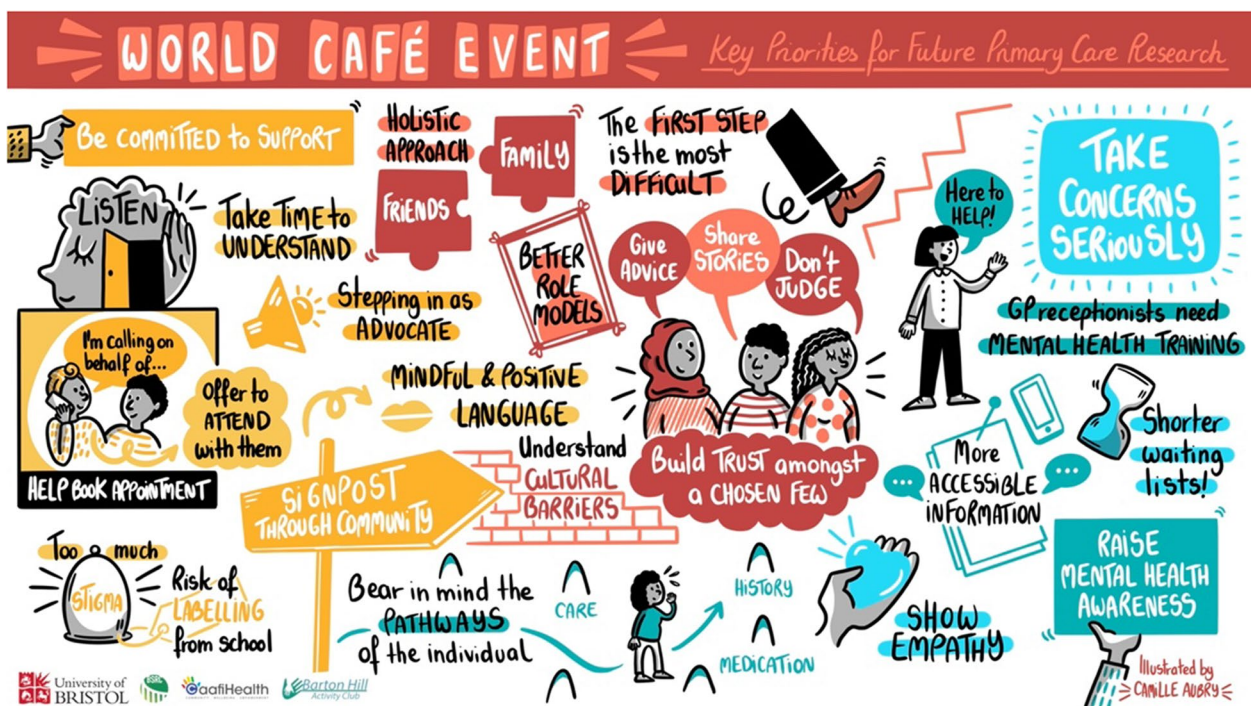 WORLD CAFÉ EVENT
Key Priorities for Future Primary Care Research
Be COMMITTED to SUPPORT
LISTEN
Take TIME to
UNDERSTAND
HOLISTIC
APPROACH
FAMILY
FRIENDS
The FIRST STEP
is the most
DIFFICULT
BETTER
ROLE
MODELS
Give
ADVICE
Share
STORIES
Don't
JUDGE
Here to
HELP!
TAKE
CONCERNS
SERIOUSLY
GP receptionists need
MENTAL HEALTH TRAINING
Stepping in as
ADVOCATE
I'm calling on
behalf of...
Offer to
ATTEND
with them
HELP BOOK APPOINTMENT
MINDFUL & POSITIVE
LANGUAGE
SIGNPOST
THROUGH COMMUNITY
Understand
CULTURAL
BARRIERS
Build TRUST amongst
a CHOSEN FEW
More
ACCESSIBLE
INFORMATION
Shorter
waiting
lists!
Too much
STIGMA
Risk of
LABELLING
from school
Bear in mind the
PATHWAYS
of the individual
CARE
HISTORY
MEDICATION
SHOW
EMPATHY
RAISE
MENTAL HEALTH
AWARENESS
University of
BRISTOL
CaafiHealth
Barton Hill
Activity Club
Illustrated by
CAMILLE AUBRY